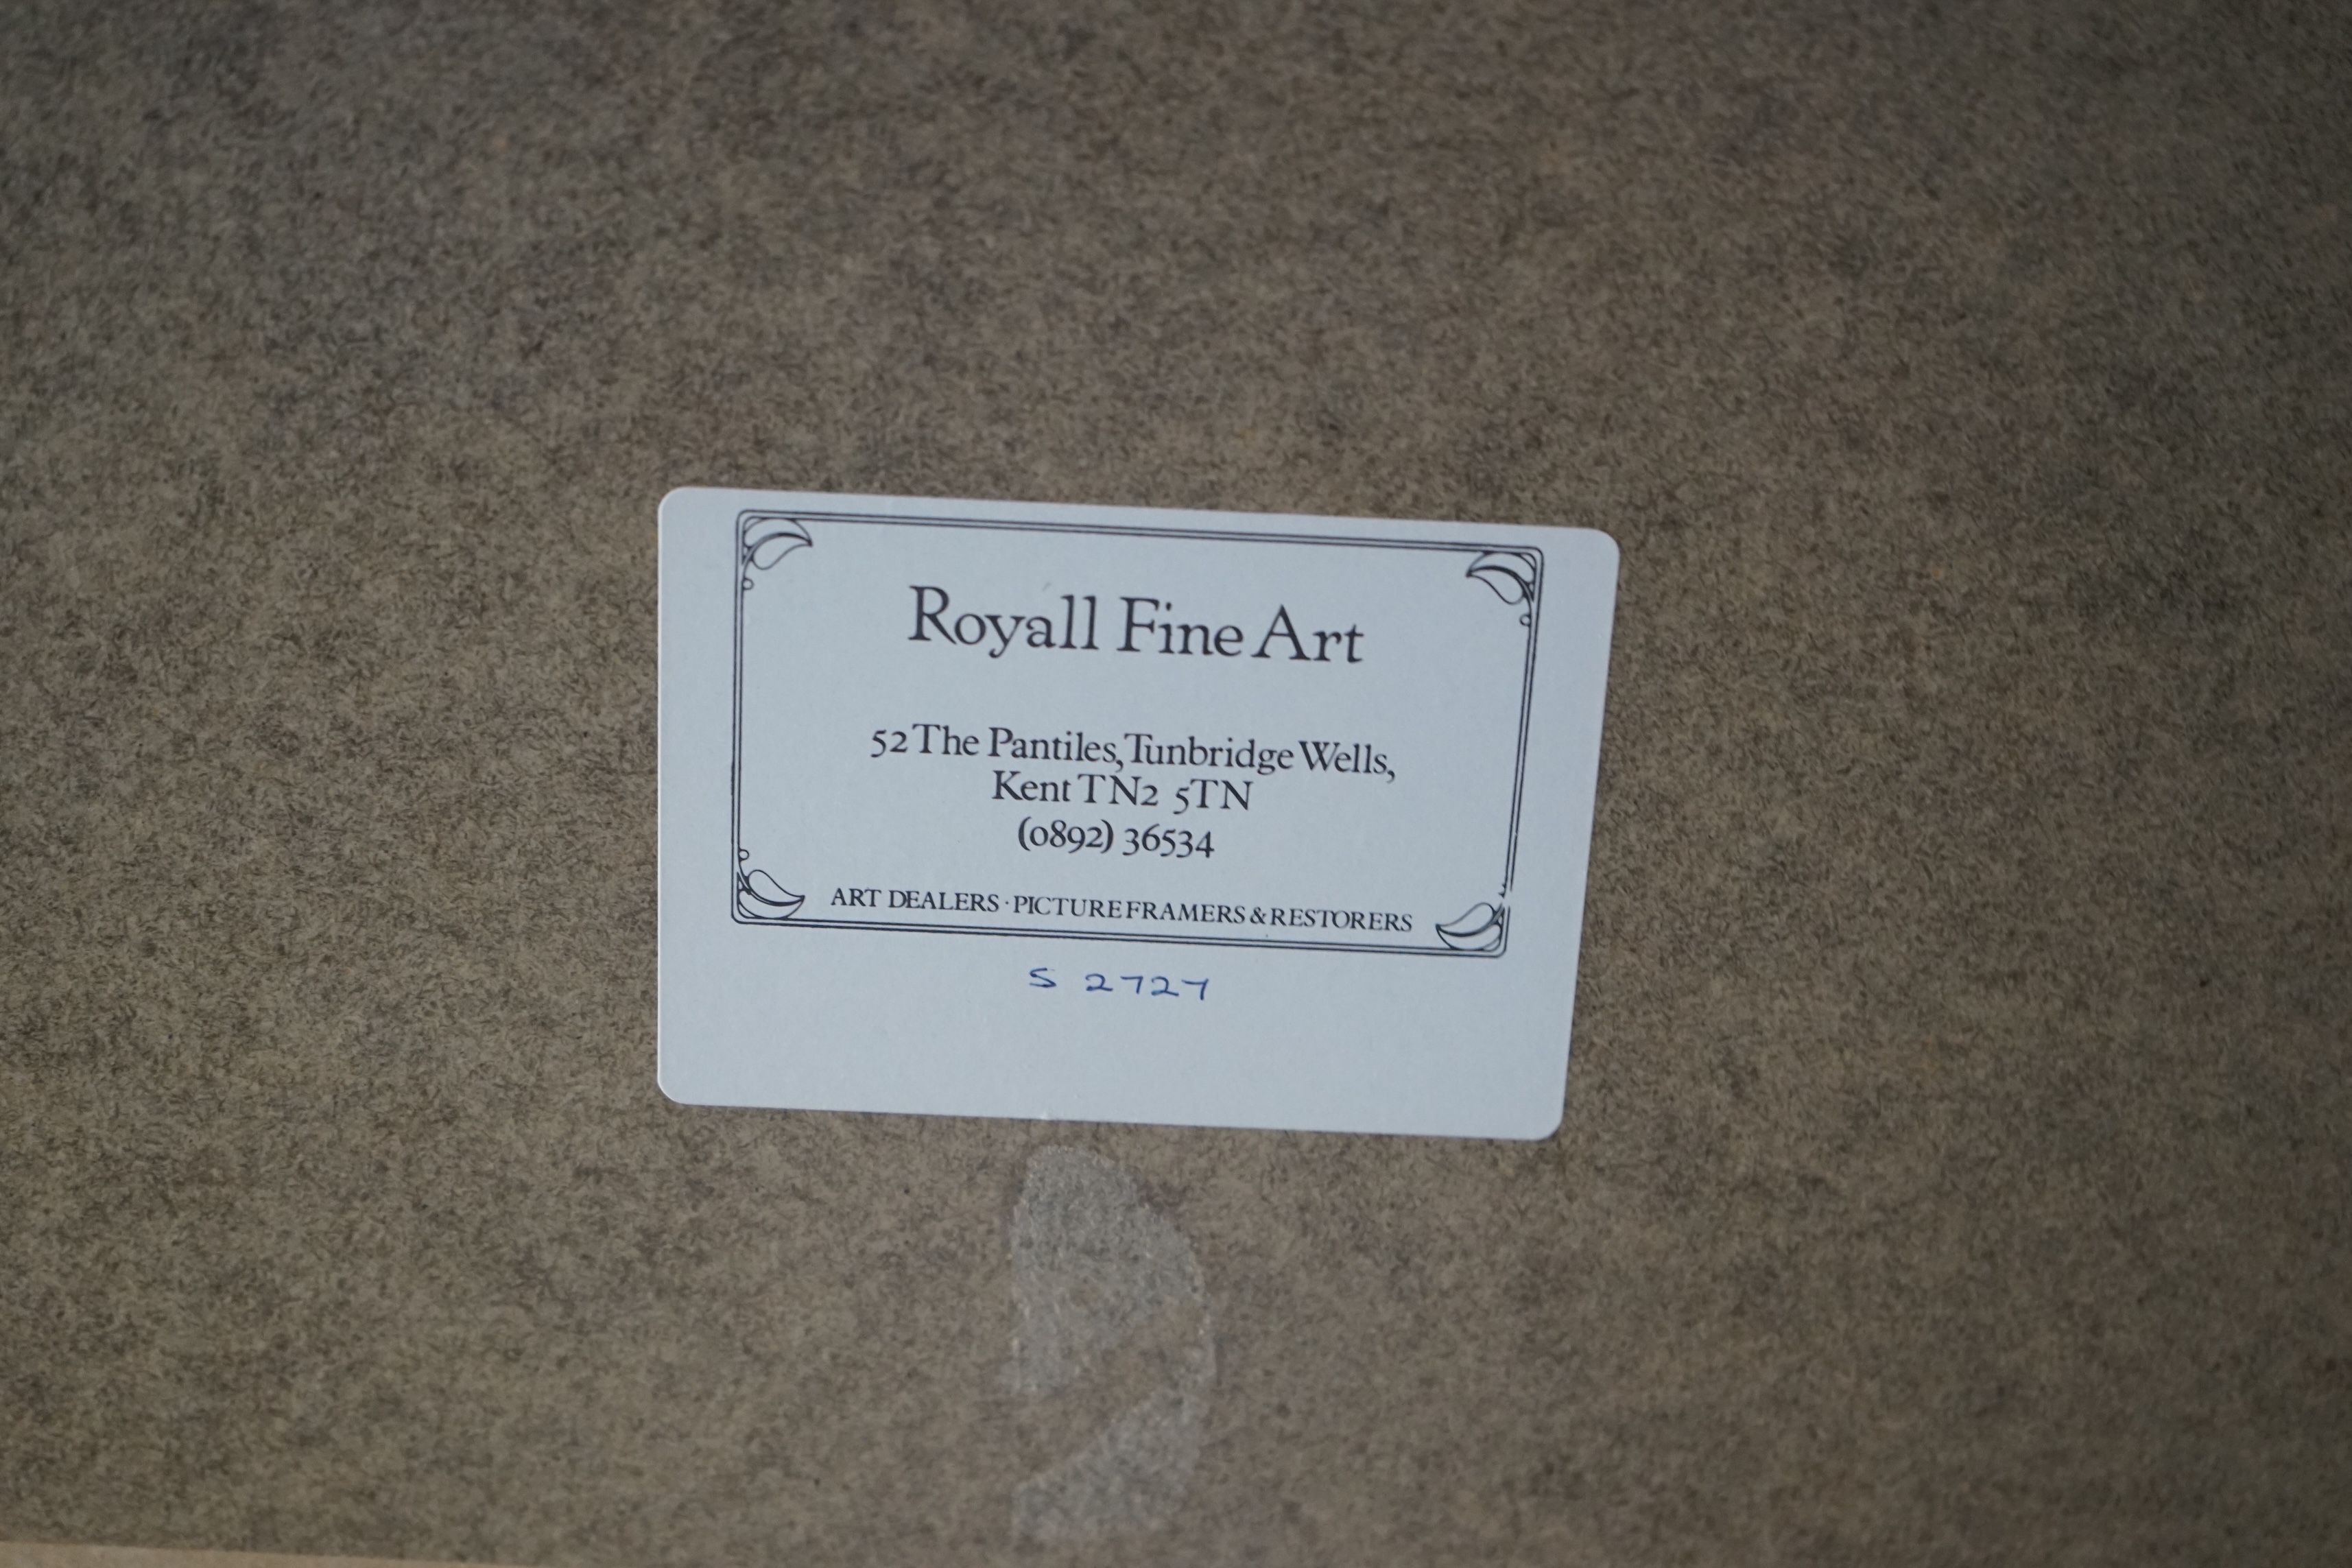 Royall Fine Art
52 The Pantiles, Tunbridge Wells,
Kent TN2 5TN
(0892) 36534
ART DEALERS · PICTURE FRAMERS & RESTORERS
S 2727